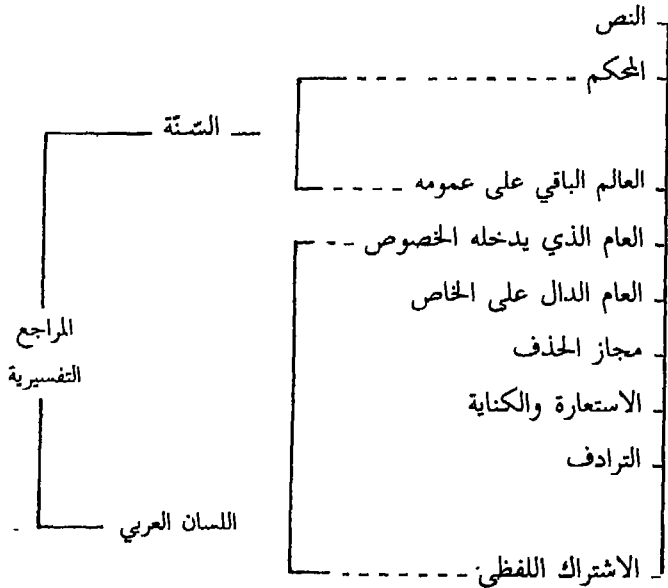 النص
المحكم
السّنّة
العالم الباقي على عمومه
العام الذي يدخله الخصوص
العام الدال على الخاص
المراجع
مجاز الحذف
التفسيرية
الاستعارة والكناية
الترادف
اللسان العربي
الاشتراك اللفظي